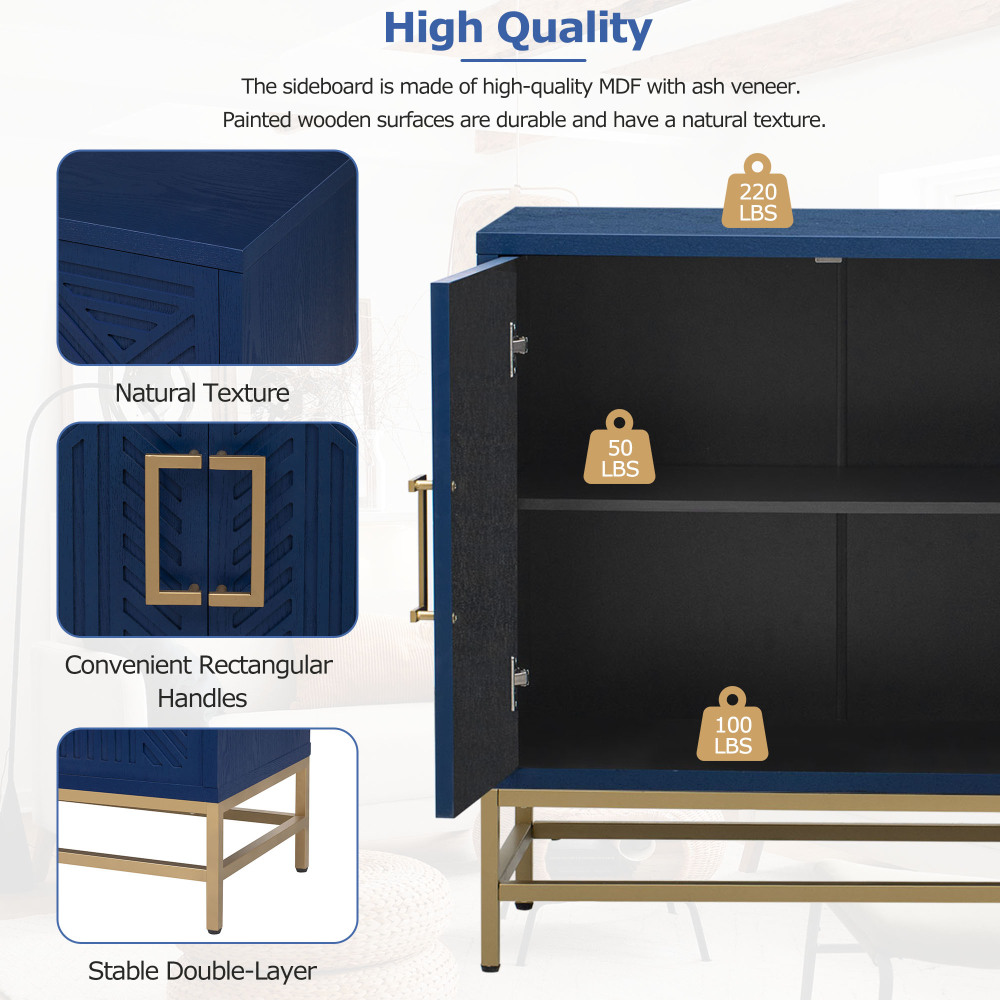 High Quality
The sideboard is made of high-quality MDF with ash veneer.
Painted wooden surfaces are durable and have a natural texture.
220
LBS
Natural Texture
50
LBS
Convenient Rectangular
Handles
100
LBS
Stable Double-Layer